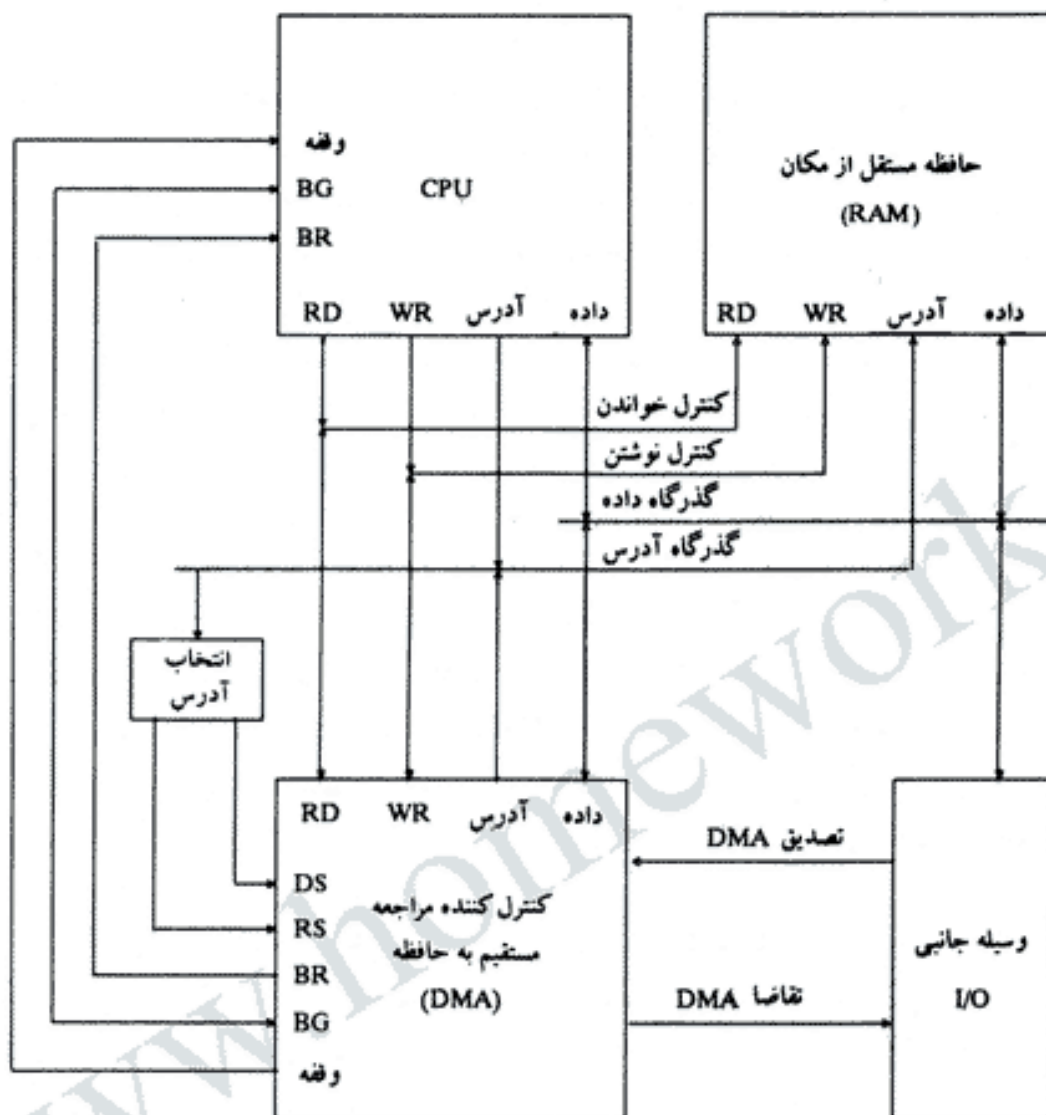 وقفه
BG
CPU
BR
RD WR آدرس داده
حافظه مستقل از مکان
(RAM)
RD WR آدرس داده
کنترل خواندن
کنترل نوشتن
گذرگاه داده
گذرگاه آدرس
انتخاب
آدرس
RD WR آدرس داده
DS
RS
BR
BG
وقفه
کنترل کننده مراجعه
مستقیم به حافظه
(DMA)
تصدیق DMA
تقاضا DMA
وسیله جانبی
I/O
www.homework